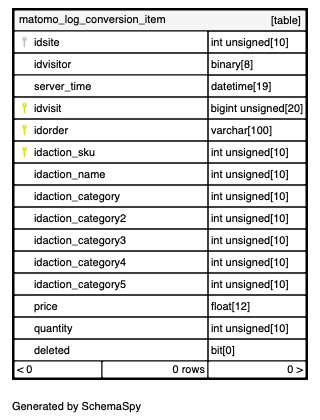 matomo_log_conversion_item [table]
idsite int unsigned[10]
idvisitor binary[8]
server_time datetime[19]
idvisit bigint unsigned[20]
idorder varchar[100]
idaction_sku int unsigned[10]
idaction_name int unsigned[10]
idaction_category int unsigned[10]
idaction_category2 int unsigned[10]
idaction_category3 int unsigned[10]
idaction_category4 int unsigned[10]
idaction_category5 int unsigned[10]
price float[12]
quantity int unsigned[10]
deleted bit[0]
< 0 0 rows 0 >
Generated by SchemaSpy